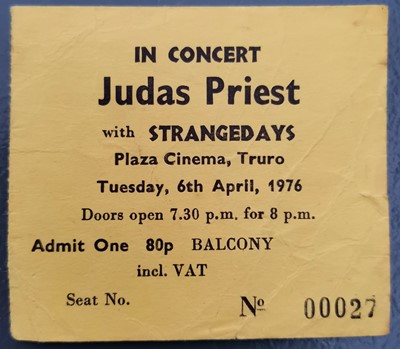 IN CONCERT
Judas Priest
with STRANGEDAYS
Plaza Cinema, Truro
Tuesday, 6th April, 1976
Doors open 7.30 p.m. for 8 p.m.
Admit One 80p BALCONY
incl. VAT
Seat No. Nº 00027